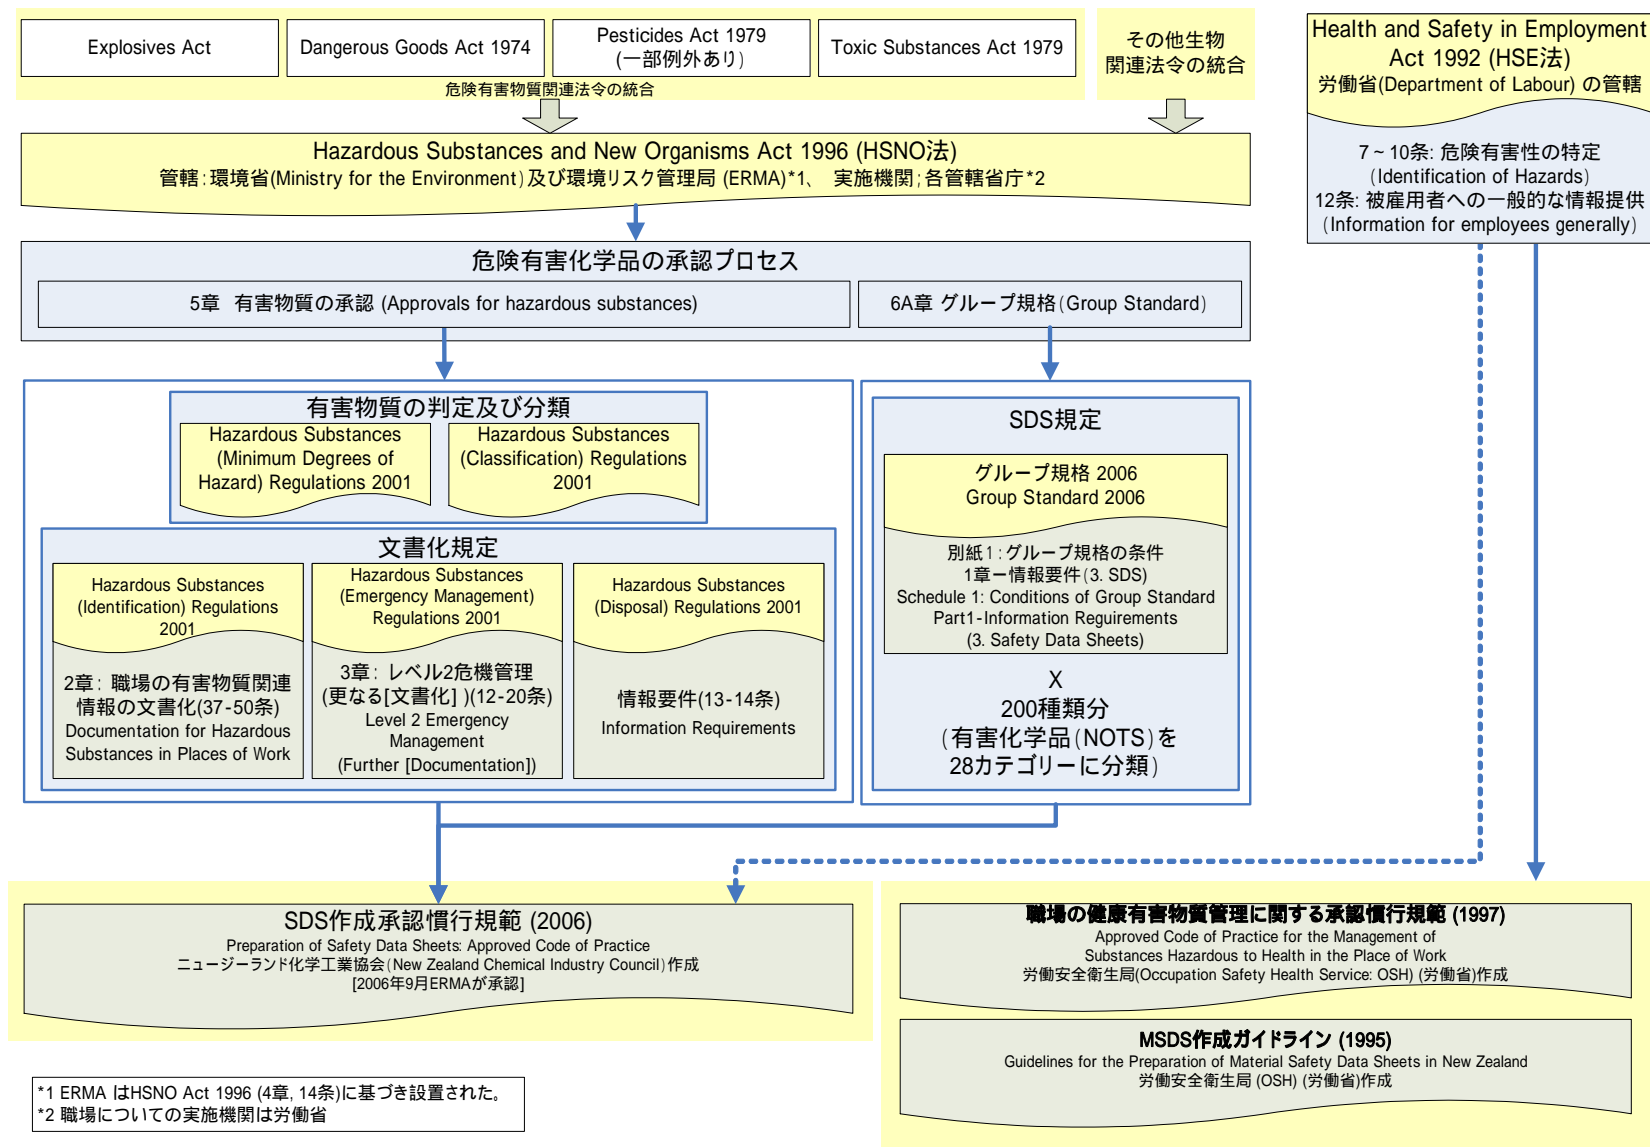 Explosives Act
Dangerous Goods Act 1974
Pesticides Act 1979
(一部例外あり)
Toxic Substances Act 1979
危険有害物質関連法令の統合
その他生物
関連法令の統合
Health and Safety in Employment
Act 1992 (HSE法)
労働省(Department of Labour) の管轄
7~10条: 危険有害性の特定
(Identification of Hazards)
12条: 被雇用者への一般的な情報提供
(Information for employees generally)
Hazardous Substances and New Organisms Act 1996 (HSNO法)
管轄:環境省(Ministry for the Environment)及び環境リスク管理局 (ERMA)*1、 実施機関;各管轄省庁*2
危険有害化学品の承認プロセス
5章 有害物質の承認 (Approvals for hazardous substances)
6A章 グループ規格(Group Standard)
有害物質の判定及び分類
Hazardous Substances
(Minimum Degrees of
Hazard) Regulations 2001
Hazardous Substances
(Classification) Regulations
2001
文書化規定
Hazardous Substances
(Identification) Regulations
2001
2章: 職場の有害物質関連
情報の文書化(37-50条)
Documentation for Hazardous
Substances in Places of Work
Hazardous Substances
(Emergency Management)
Regulations 2001
3章: レベル2危機管理
(更なる[文書化] )(12-20条)
Level 2 Emergency
Management
(Further [Documentation])
Hazardous Substances
(Disposal) Regulations 2001
情報要件(13-14条)
Information Requirements
SDS規定
グループ規格 2006
Group Standard 2006
別紙1:グループ規格の条件
1章ー情報要件(3. SDS)
Schedule 1: Conditions of Group Standard
Part1-Information Reguirements
(3. Safety Data Sheets)
X
200種類分
(有害化学品(NOTS)を
28カテゴリーに分類)
SDS作成承認慣行規範 (2006)
Preparation of Safety Data Sheets: Approved Code of Practice
ニュージーランド化学工業協会(New Zealand Chemical Industry Council)作成
[2006年9月ERMAが承認]
職場の健康有害物質管理に関する承認慣行規範 (1997)
Approved Code of Practice for the Management of
Substances Hazardous to Health in the Place of Work
労働安全衛生局(Occupation Safety Health Service: OSH) (労働省)作成
MSDS作成ガイドライン (1995)
Guidelines for the Preparation of Material Safety Data Sheets in New Zealand
労働安全衛生局 (OSH) (労働省)作成
*1 ERMA はHSNO Act 1996 (4章, 14条)に基づき設置された。
*2 職場についての実施機関は労働省